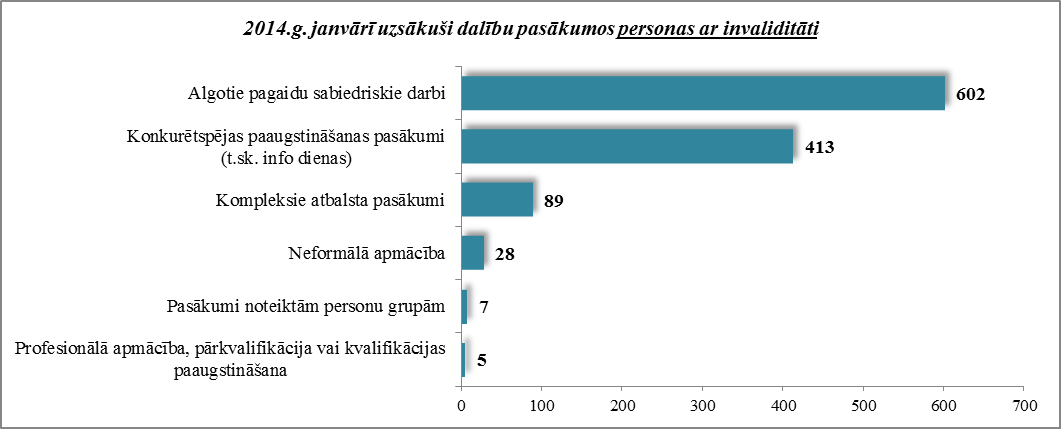 2014.g. janvārī uzsākuši dalību pasākumos personas ar invaliditāti
0 100 200 300 400 500 600 700
Algotie pagaidu sabiedriskie darbi 602
Konkurētspējas paaugstināšanas pasākumi
(t.sk. info dienas) 413
Kompleksie atbalsta pasākumi 89
Neformālā apmācība 28
Pasākumi noteiktām personu grupām 7
Profesionālā apmācība, pārkvalifikācija vai kvalifikācijas
paaugstināšana 5